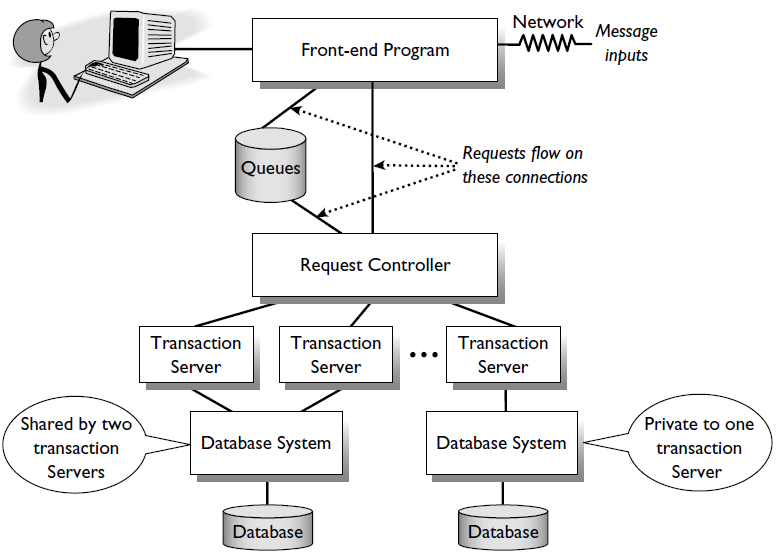 Network
Message
inputs
Front-end Program
Queues
Requests flow on
these connections
Request Controller
Transaction
Server
Transaction
Server
•••
Transaction
Server
Shared by two
transaction
Servers
Database System
Database System
Private to one
transaction
Server
Database
Database